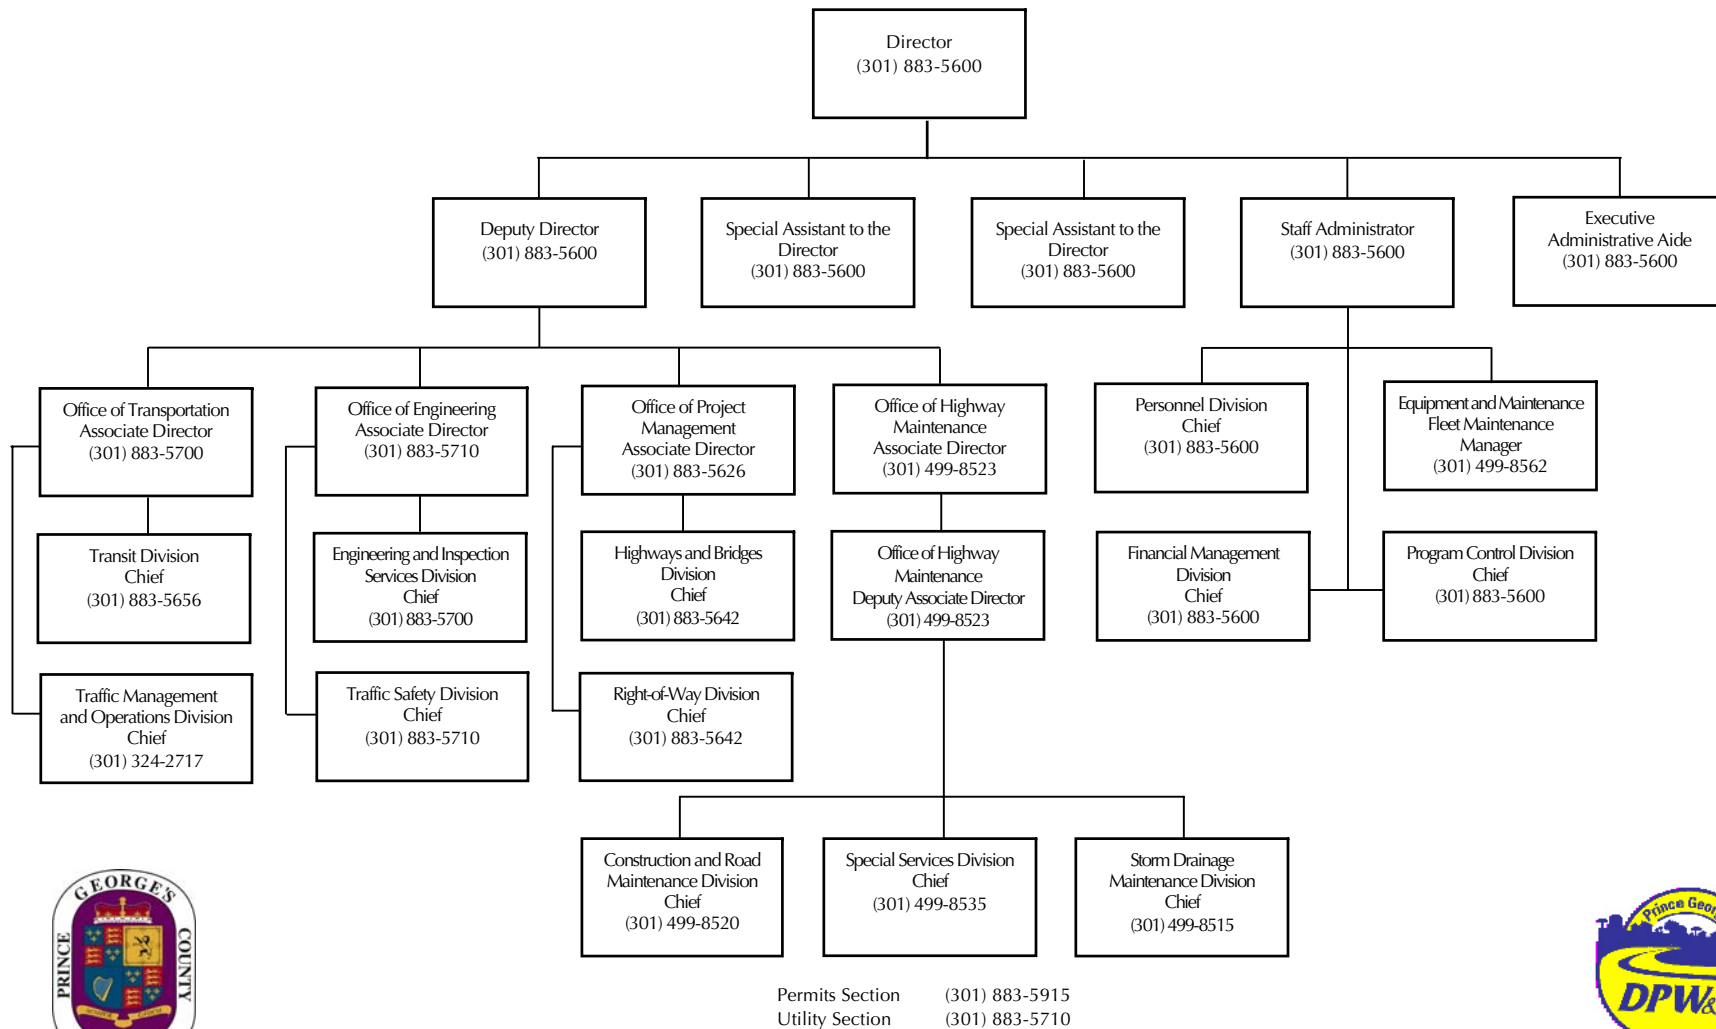 Director
(301) 883-5600
Deputy Director
(301) 883-5600
Special Assistant to the
Director
(301) 883-5600
Special Assistant to the
Director
(301) 883-5600
Staff Administrator
(301) 883-5600
Executive
Administrative Aide
(301) 883-5600
Office of Transportation
Associate Director
(301) 883-5700
Office of Engineering
Associate Director
(301) 883-5710
Office of Project
Management
Associate Director
(301) 883-5626
Office of Highway
Maintenance
Associate Director
(301) 499-8523
Personnel Division
Chief
(301) 883-5600
Equipment and Maintenance
Fleet Maintenance
Manager
(301) 499-8562
Transit Division
Chief
(301) 883-5656
Engineering and Inspection
Services Division
Chief
(301) 883-5700
Highways and Bridges
Division
Chief
(301) 883-5642
Office of Highway
Maintenance
Deputy Associate Director
(301) 499-8523
Financial Management
Division
Chief
(301) 883-5600
Program Control Division
Chief
(301) 883-5600
Traffic Management
and Operations Division
Chief
(301) 324-2717
Traffic Safety Division
Chief
(301) 883-5710
Right-of-Way Division
Chief
(301) 883-5642
Construction and Road
Maintenance Division
Chief
(301) 499-8520
Special Services Division
Chief
(301) 499-8535
Storm Drainage
Maintenance Division
Chief
(301) 499-8515
PRINCE GEORGE'S COUNTY
Prince Geor
DPW&
Permits Section (301) 883-5915
Utility Section (301) 883-5710